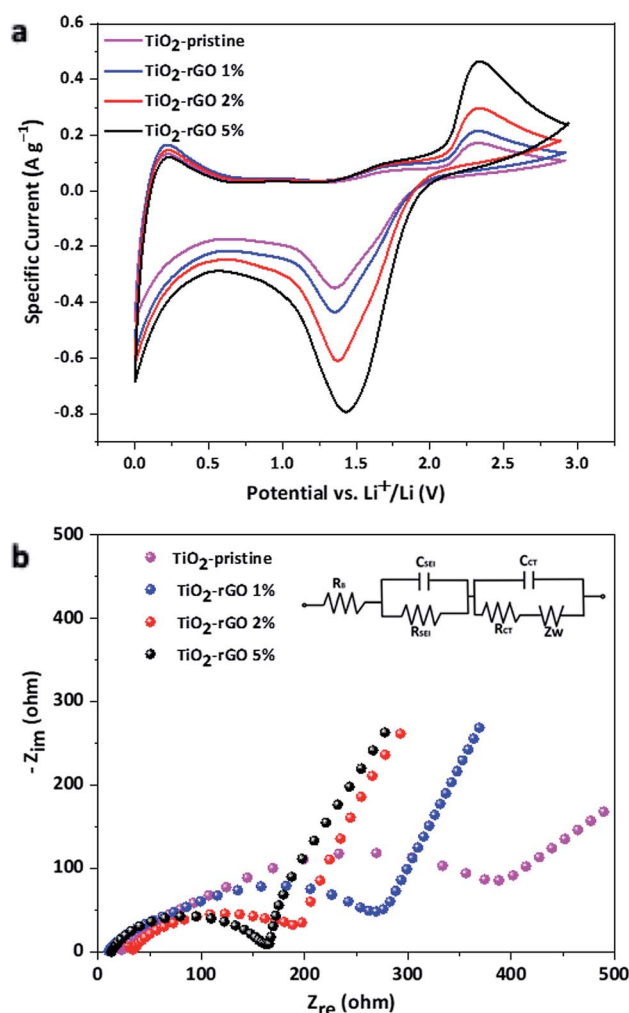 a
TiO2-pristine
TiO2-rGO 1%
TiO2-rGO 2%
TiO2-rGO 5%
Specific Current (A g⁻¹)
0.6
0.4
0.2
0.0
-0.2
-0.4
-0.6
-0.8
0.0 0.5 1.0 1.5 2.0 2.5 3.0
Potential vs. Li⁺/Li (V)
b
TiO2-pristine
TiO2-rGO 1%
TiO2-rGO 2%
TiO2-rGO 5%
RB
CSEI
RSEI
CCT
RCT
Zw
-Zim (ohm)
500
400
300
200
100
0
0 100 200 300 400 500
Zre (ohm)